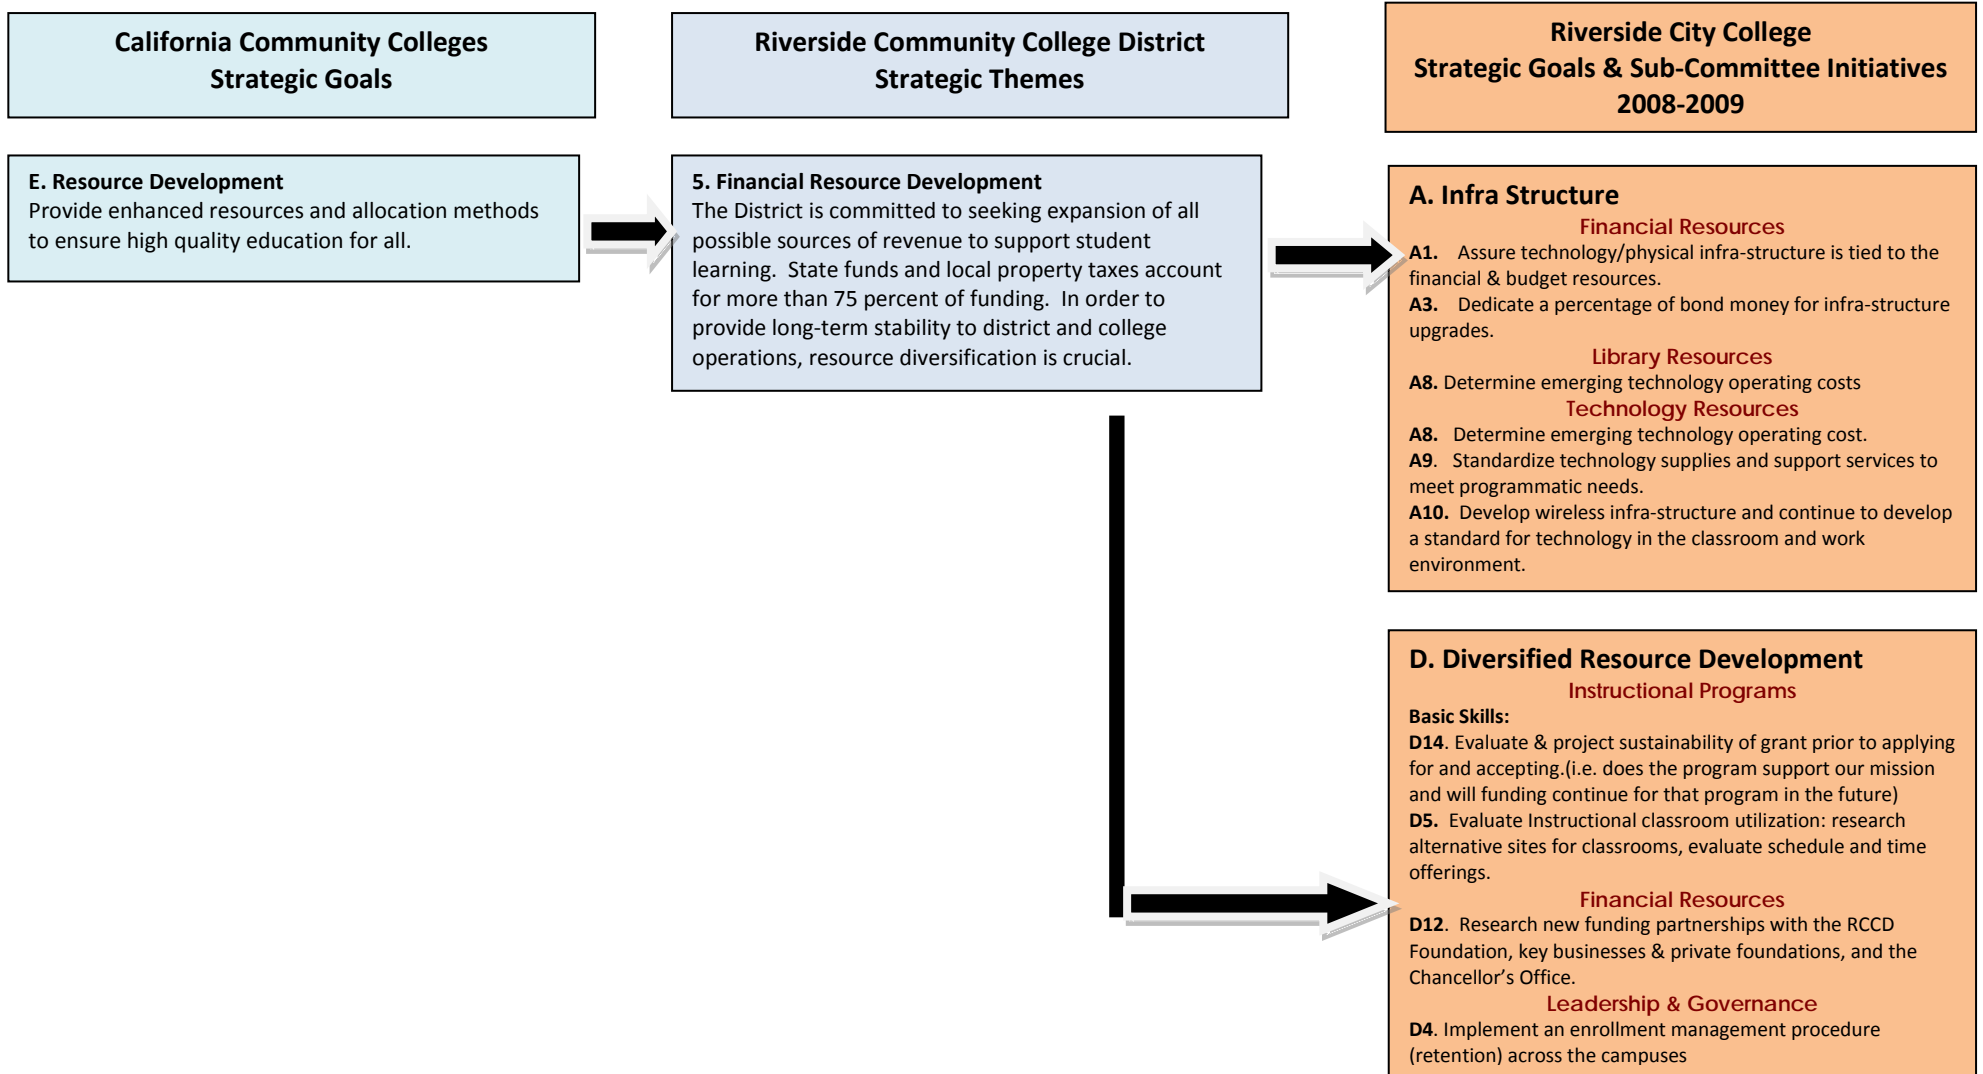 California Community Colleges
Strategic Goals
Riverside Community College District
Strategic Themes
Riverside City College
Strategic Goals & Sub-Committee Initiatives
2008-2009
E. Resource Development
Provide enhanced resources and allocation methods
to ensure high quality education for all.
5. Financial Resource Development
The District is committed to seeking expansion of all
possible sources of revenue to support student
learning.  State funds and local property taxes account
for more than 75 percent of funding.  In order to
provide long-term stability to district and college
operations, resource diversification is crucial.
A. Infra Structure
Financial Resources
A1.   Assure technology/physical infra-structure is tied to the
financial & budget resources.
A3.   Dedicate a percentage of bond money for infra-structure
upgrades.
Library Resources
A8. Determine emerging technology operating costs
Technology Resources
A8.   Determine emerging technology operating cost.
A9.   Standardize technology supplies and support services to
meet programmatic needs.
A10.  Develop wireless infra-structure and continue to develop
a standard for technology in the classroom and work
environment.
D. Diversified Resource Development
Instructional Programs
Basic Skills:
D14. Evaluate & project sustainability of grant prior to applying
for and accepting.(i.e. does the program support our mission
and will funding continue for that program in the future)
D5.  Evaluate Instructional classroom utilization: research
alternative sites for classrooms, evaluate schedule and time
offerings.
Financial Resources
D12.  Research new funding partnerships with the RCCD
Foundation, key businesses & private foundations, and the
Chancellor’s Office.
Leadership & Governance
D4. Implement an enrollment management procedure
(retention) across the campuses